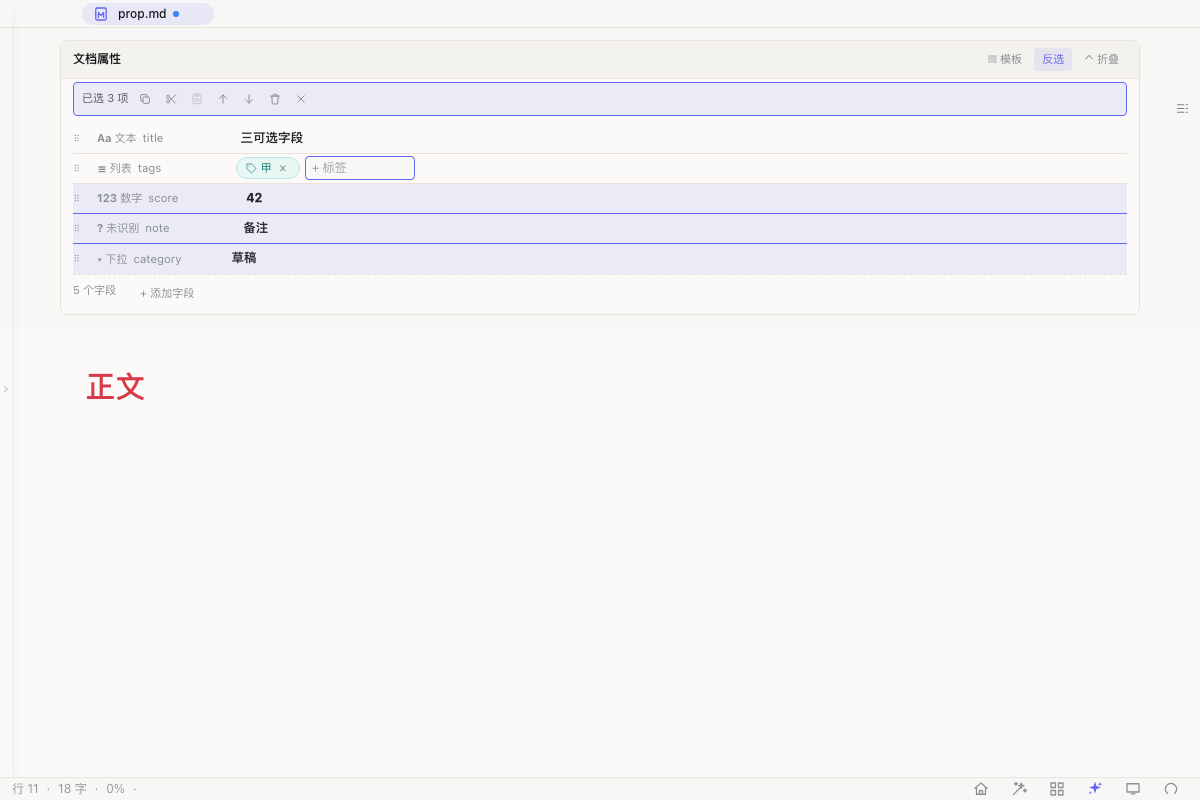 prop.md
文档属性 模板 反选 折叠
已选 3 项
Aa 文本 title 三可选字段
列表 tags 甲 × + 标签
123 数字 score 42
? 未识别 note 备注
下拉 category 草稿
5 个字段 + 添加字段
正文
行 11 · 18 字 · 0% ·